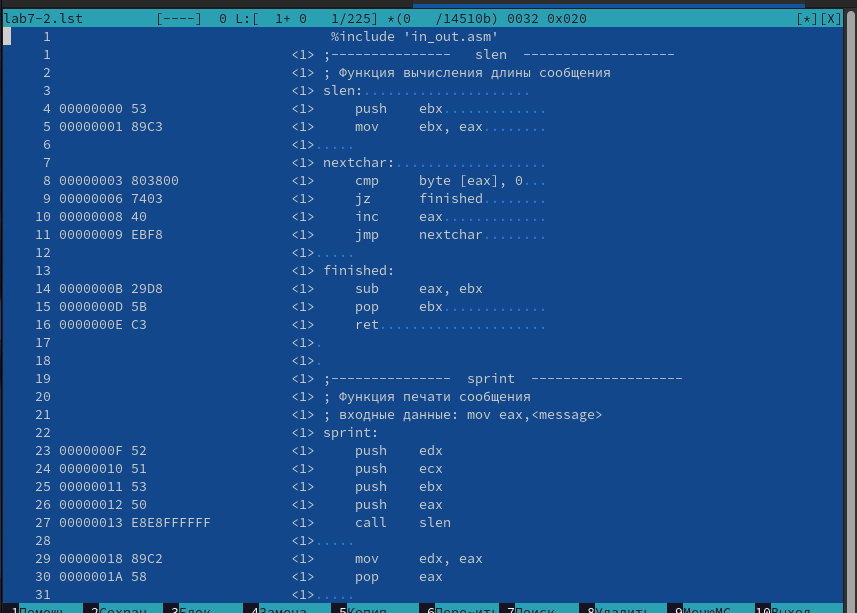 lab7-2.lst [----] 0 L:[ 1+ 0 1/225] *(0 /14510b) 0032 0x020 [*][X]
1 %include 'in_out.asm'
1 <1> ;--------------- slen -------------------
2 <1> ; Функция вычисления длины сообщения
3 <1> slen:.....................
4 00000000 53 <1> push ebx.............
5 00000001 89C3 <1> mov ebx, eax........
6 <1>.....
7 <1> nextchar:...................
8 00000003 803800 <1> cmp byte [eax], 0...
9 00000006 7403 <1> jz finished........
10 00000008 40 <1> inc eax.............
11 00000009 EBF8 <1> jmp nextchar........
12 <1>.....
13 <1> finished:
14 0000000B 29D8 <1> sub eax, ebx
15 0000000D 5B <1> pop ebx.............
16 0000000E C3 <1> ret.....................
17 <1>.
18 <1>.
19 <1> ;--------------- sprint -------------------
20 <1> ; Функция печати сообщения
21 <1> ; входные данные: mov eax,<message>
22 <1> sprint:
23 0000000F 52 <1> push edx
24 00000010 51 <1> push ecx
25 00000011 53 <1> push ebx
26 00000012 50 <1> push eax
27 00000013 E8E8FFFFFF <1> call slen
28 <1>.....
29 00000018 89C2 <1> mov edx, eax
30 0000001A 58 <1> pop eax
31 <1>.....
1Помощь 2Сохран 3Блок 4Замена 5Копия 6Пере~ить 7Поиск 8Удалить 9МенюМС 10Выход